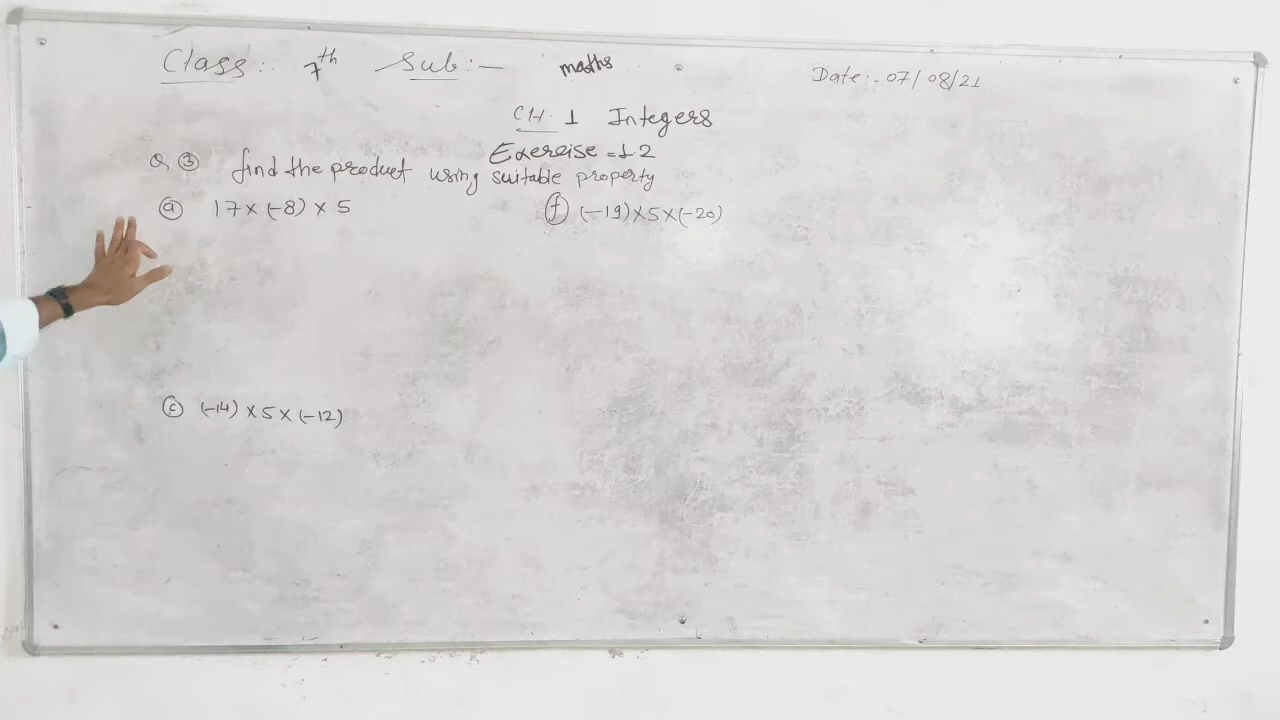 Class:. 7th Sub:- maths Date:-07/08/21
CH. 1 Integers
Exercise =1.2
Q. ③ find the product using suitable property
ⓐ 17×(-8)×5 ⓕ (-19)×5×(-20)
ⓒ (-14)×5×(-12)